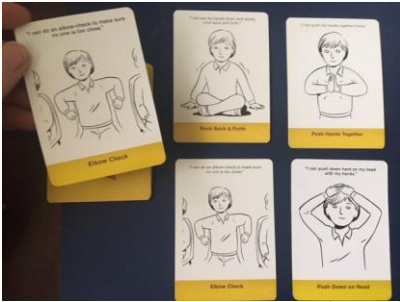 "I can do an elbow-check to make sure
no one is too close."
Elbow Check
"I can put my hands down and slowly
rock back and forth."
Rock Back & Forth
"I can push my hands together firmly."
Push Hands Together
"I can do an elbow-check to make sure
no one is too close."
Elbow Check
"I can push down hard on my head
with my hands."
Push Down on Head